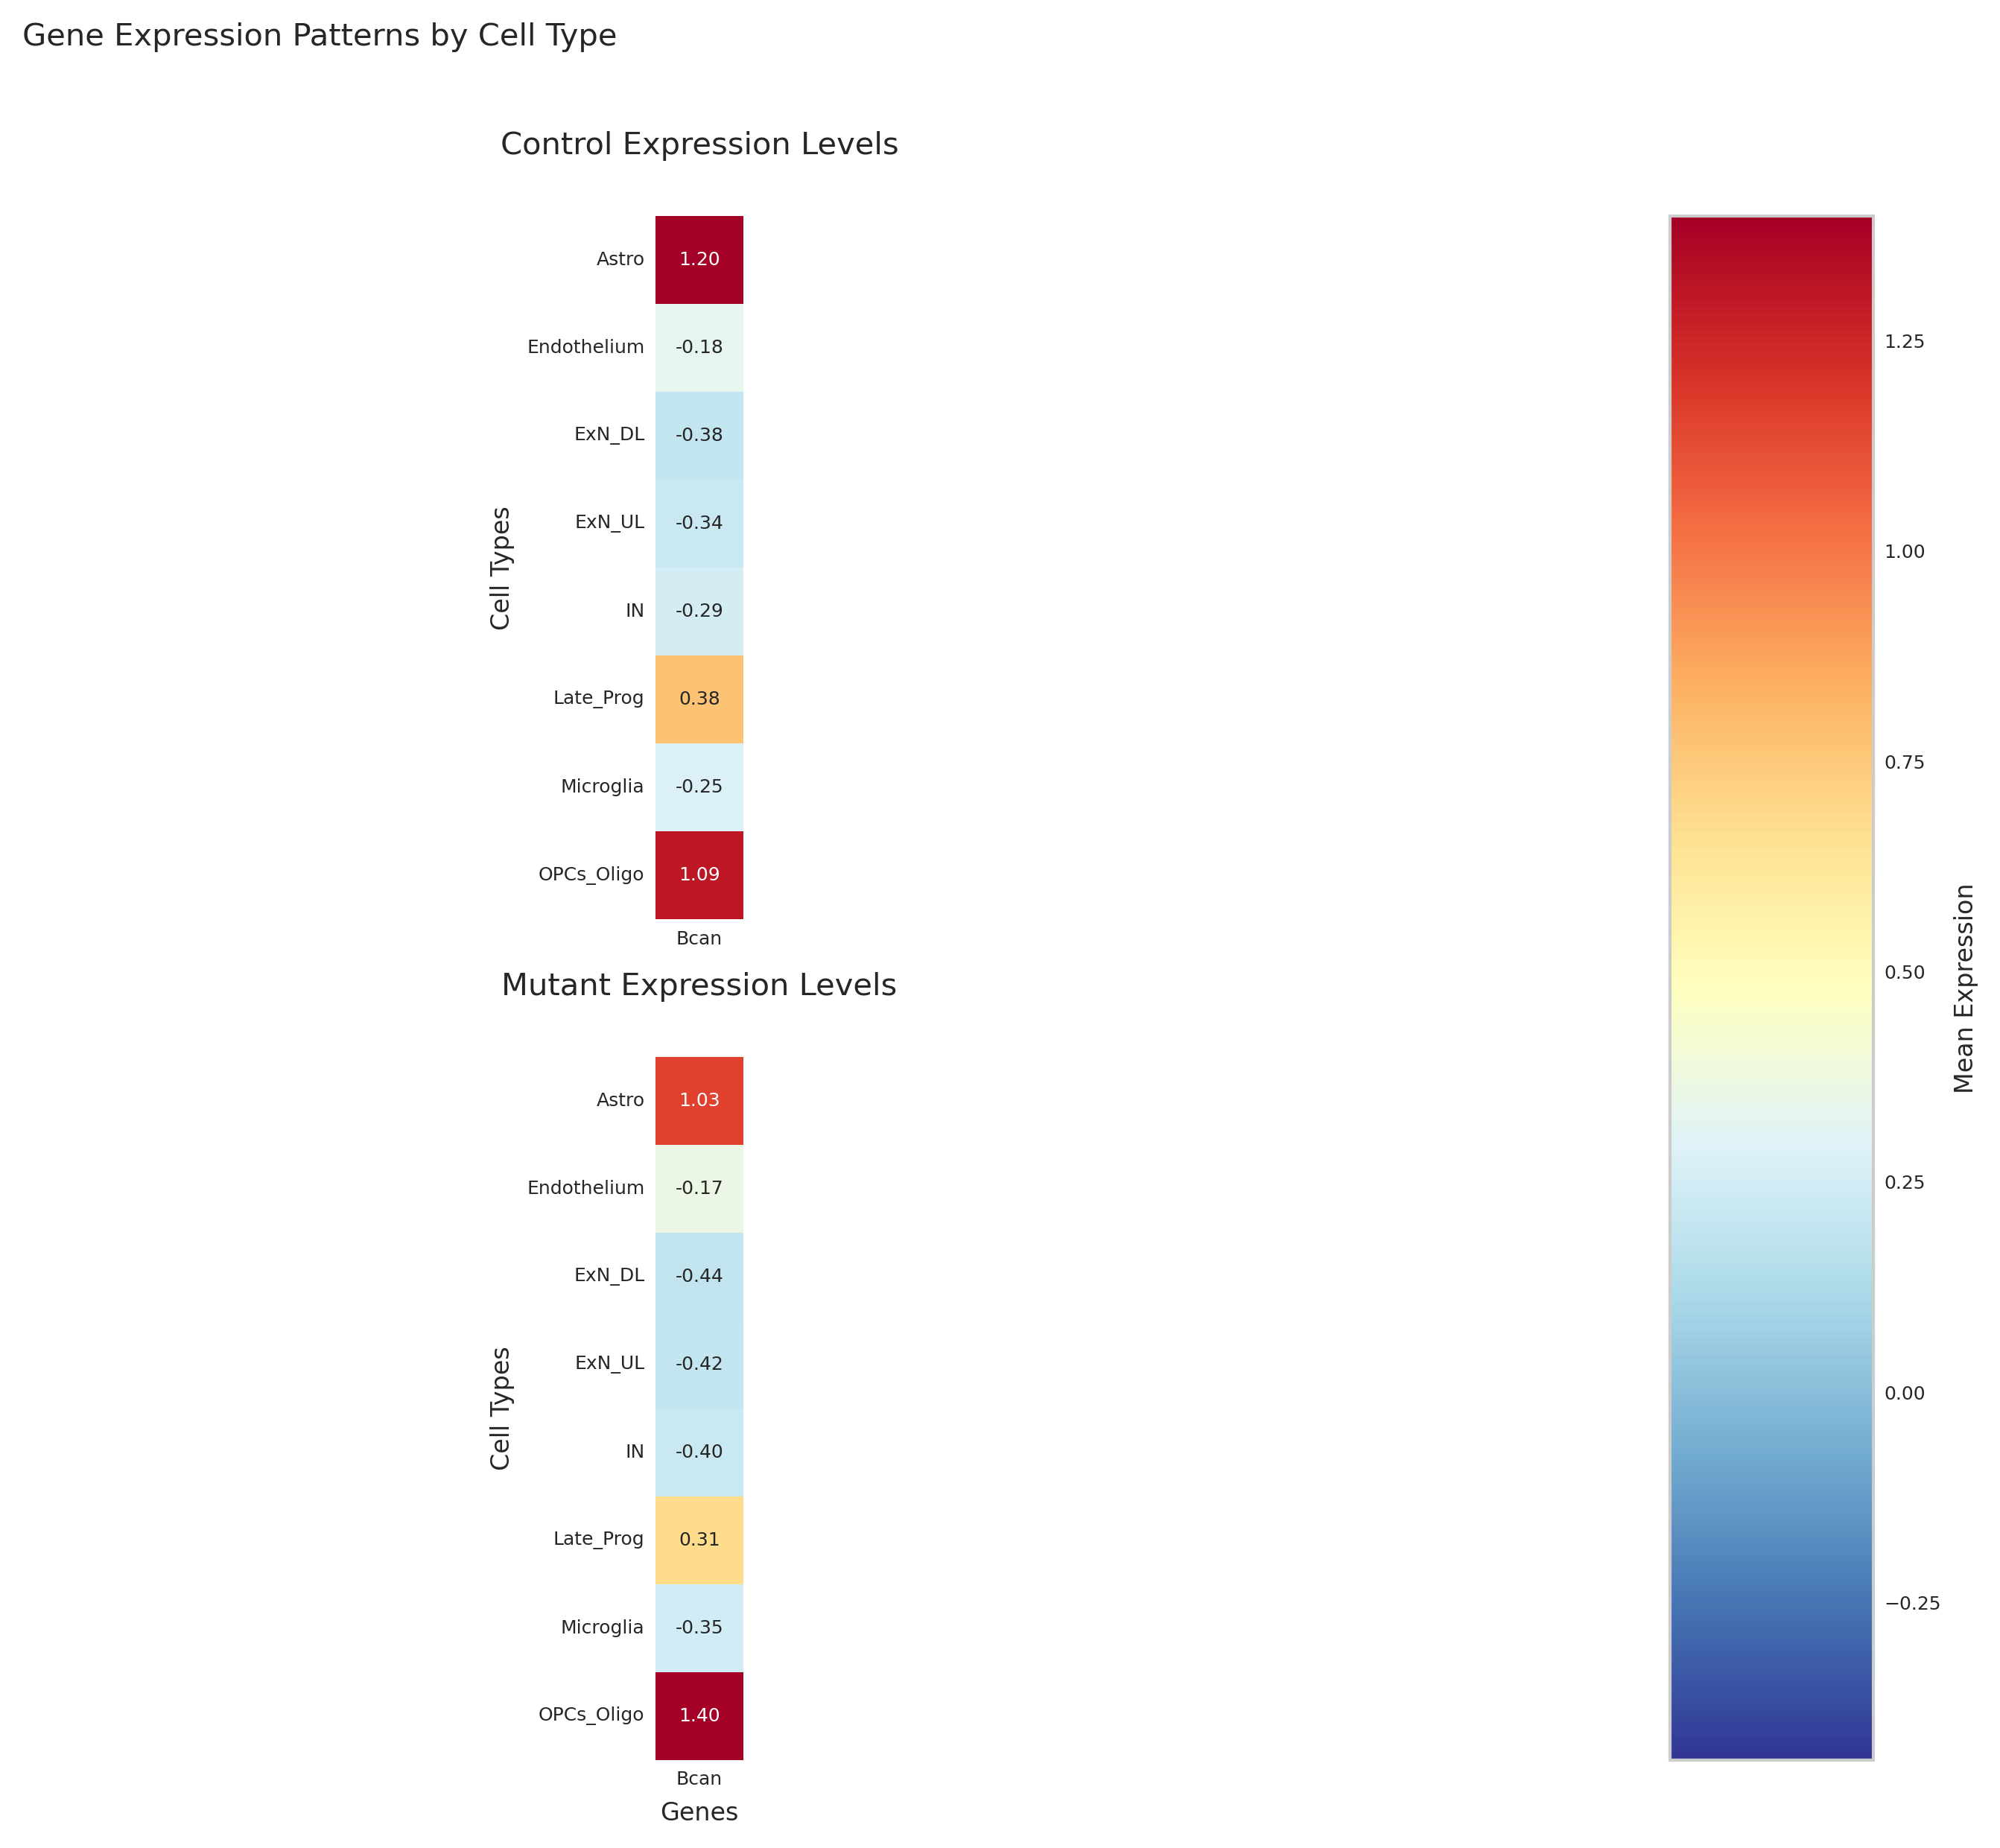 Gene Expression Patterns by Cell Type
Control Expression Levels
Cell Types
Astro 1.20
Endothelium -0.18
ExN_DL -0.38
ExN_UL -0.34
IN -0.29
Late_Prog 0.38
Microglia -0.25
OPCs_Oligo 1.09
Bcan
Mutant Expression Levels
Cell Types
Astro 1.03
Endothelium -0.17
ExN_DL -0.44
ExN_UL -0.42
IN -0.40
Late_Prog 0.31
Microglia -0.35
OPCs_Oligo 1.40
Bcan
Genes
1.25
1.00
0.75
0.50
0.25
0.00
−0.25
Mean Expression